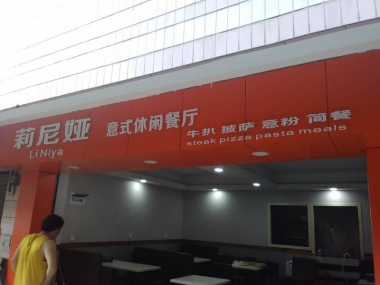 莉尼娅
Li Niya
意式休闲餐厅
牛扒 披萨 意粉 简餐
steak pizza pasta meals